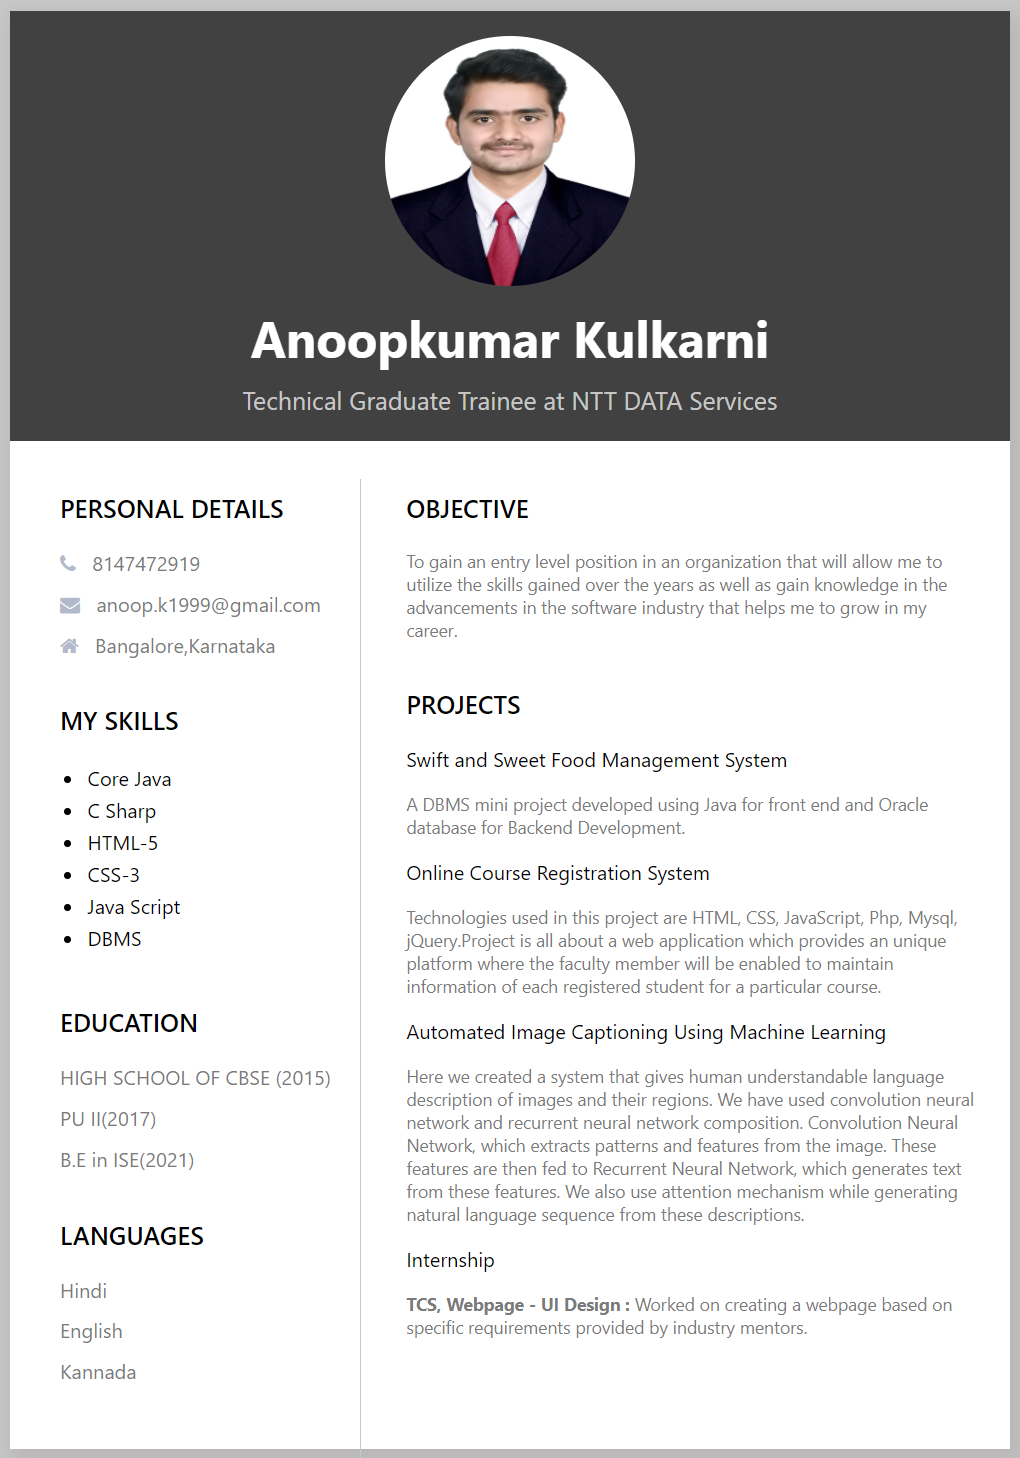 Anoopkumar Kulkarni
Technical Graduate Trainee at NTT DATA Services
PERSONAL DETAILS
8147472919
anoop.k1999@gmail.com
Bangalore,Karnataka
MY SKILLS
Core Java
C Sharp
HTML-5
CSS-3
Java Script
DBMS
EDUCATION
HIGH SCHOOL OF CBSE (2015)
PU II(2017)
B.E in ISE(2021)
LANGUAGES
Hindi
English
Kannada
OBJECTIVE
To gain an entry level position in an organization that will allow me to
utilize the skills gained over the years as well as gain knowledge in the
advancements in the software industry that helps me to grow in my
career.
PROJECTS
Swift and Sweet Food Management System
A DBMS mini project developed using Java for front end and Oracle
database for Backend Development.
Online Course Registration System
Technologies used in this project are HTML, CSS, JavaScript, Php, Mysql,
jQuery.Project is all about a web application which provides an unique
platform where the faculty member will be enabled to maintain
information of each registered student for a particular course.
Automated Image Captioning Using Machine Learning
Here we created a system that gives human understandable language
description of images and their regions. We have used convolution neural
network and recurrent neural network composition. Convolution Neural
Network, which extracts patterns and features from the image. These
features are then fed to Recurrent Neural Network, which generates text
from these features. We also use attention mechanism while generating
natural language sequence from these descriptions.
Internship
TCS, Webpage - UI Design : Worked on creating a webpage based on
specific requirements provided by industry mentors.